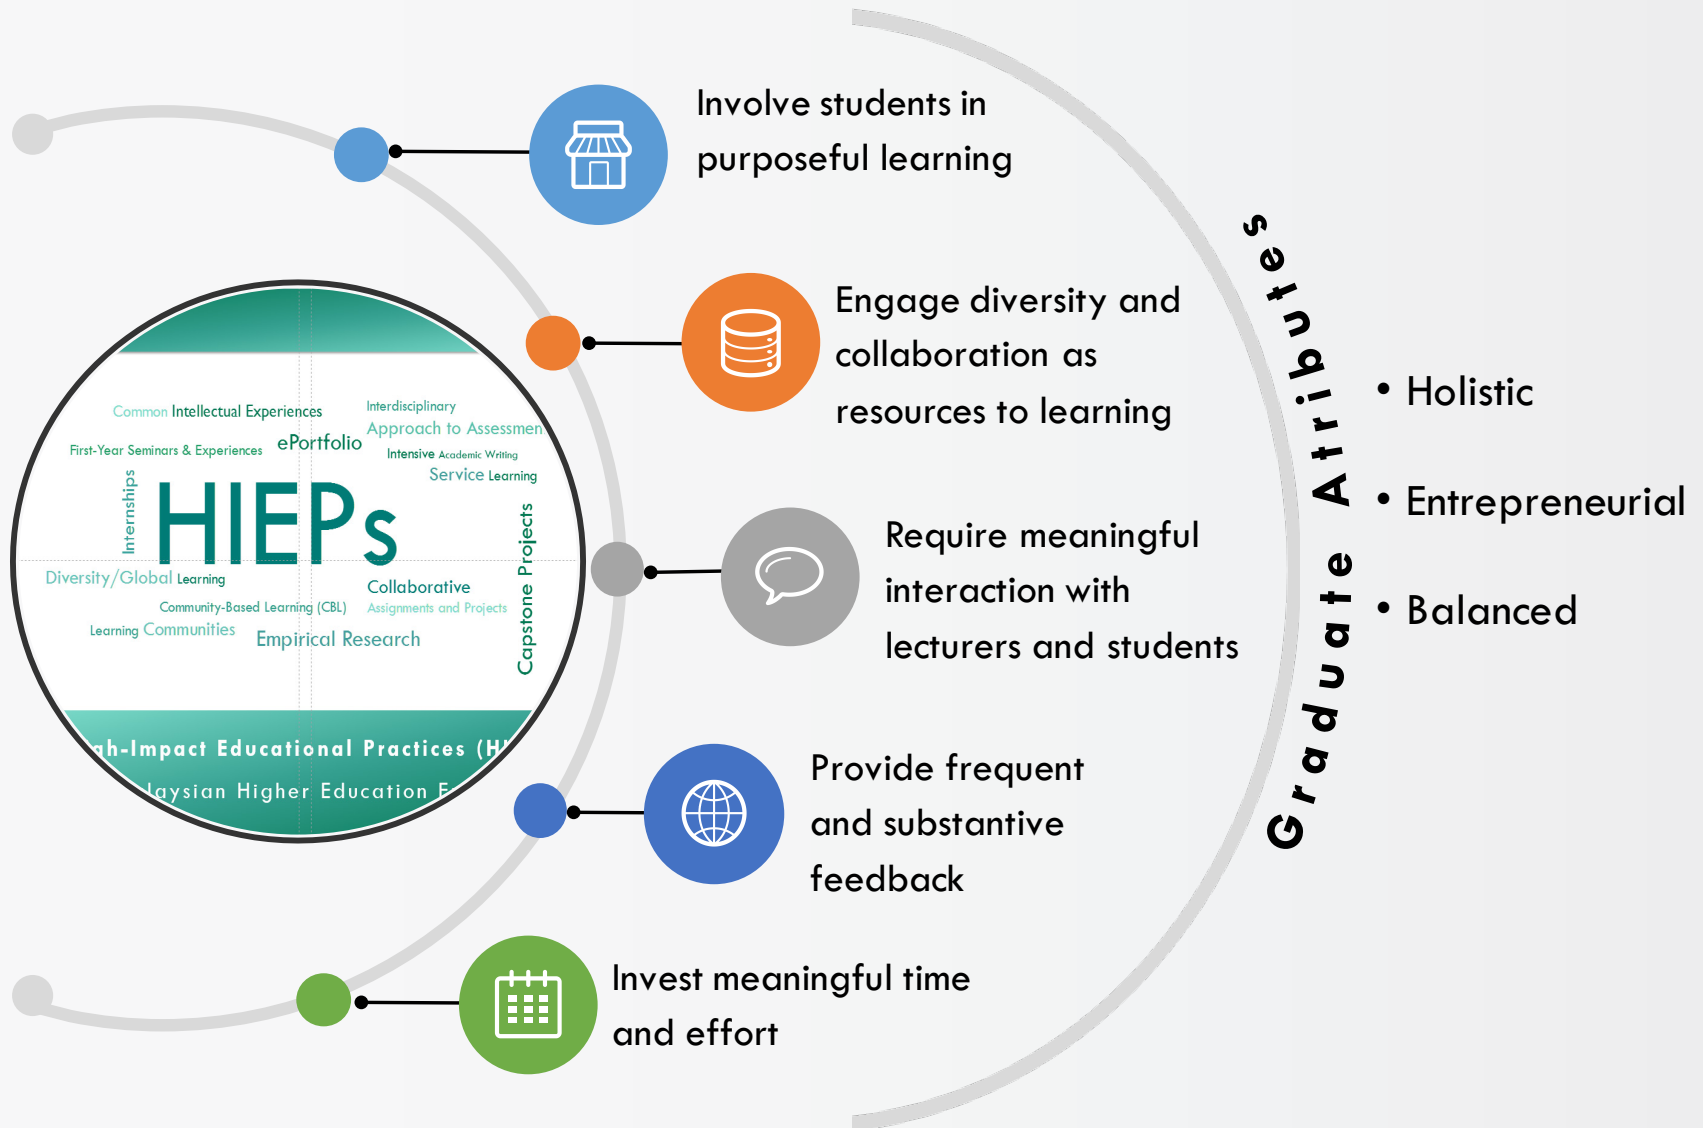 Involve students in
purposeful learning
Engage diversity and
collaboration as
resources to learning
Require meaningful
interaction with
lecturers and students
Provide frequent
and substantive
feedback
Invest meaningful time
and effort
Common Intellectual Experiences
Interdisciplinary
Approach to Assessmen
First-Year Seminars & Experiences
ePortfolio
Intensive Academic Writing
Service Learning
Internships
HIEPs
Capstone Projects
Diversity/Global Learning
Collaborative
Assignments and Projects
Community-Based Learning (CBL)
Learning Communities
Empirical Research
gh-Impact Educational Practices (HI
laysian Higher Education E
Graduate Attributes
• Holistic
• Entrepreneurial
• Balanced